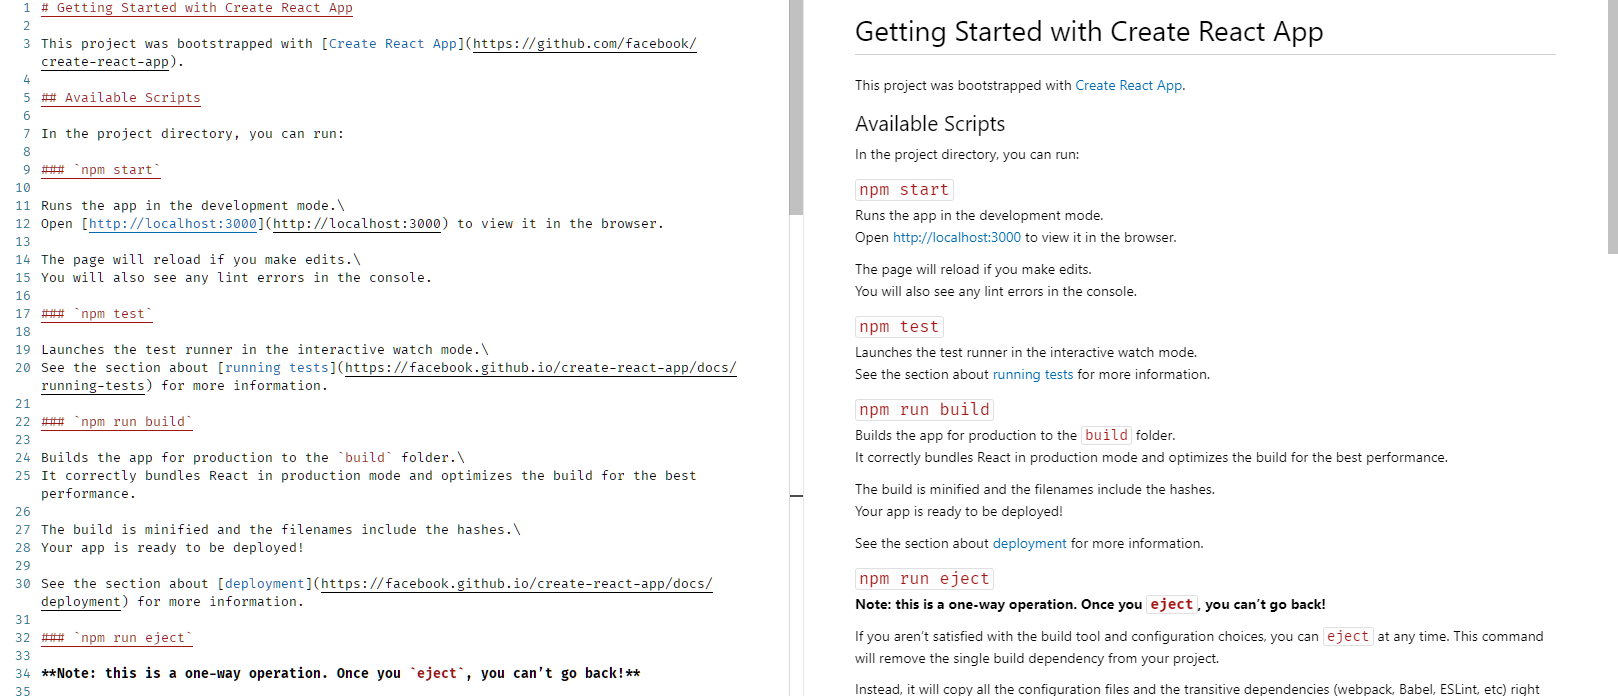 1 # Getting Started with Create React App
2
3 This project was bootstrapped with [Create React App](https://github.com/facebook/
create-react-app).
4
5 ## Available Scripts
6
7 In the project directory, you can run:
8
9 ### `npm start`
10
11 Runs the app in the development mode.\
12 Open [http://localhost:3000](http://localhost:3000) to view it in the browser.
13
14 The page will reload if you make edits.\
15 You will also see any lint errors in the console.
16
17 ### `npm test`
18
19 Launches the test runner in the interactive watch mode.\
20 See the section about [running tests](https://facebook.github.io/create-react-app/docs/
running-tests) for more information.
21
22 ### `npm run build`
23
24 Builds the app for production to the `build` folder.\
25 It correctly bundles React in production mode and optimizes the build for the best
performance.
26
27 The build is minified and the filenames include the hashes.\
28 Your app is ready to be deployed!
29
30 See the section about [deployment](https://facebook.github.io/create-react-app/docs/
deployment) for more information.
31
32 ### `npm run eject`
33
34 **Note: this is a one-way operation. Once you `eject`, you can’t go back!**
35
Getting Started with Create React App
This project was bootstrapped with Create React App.
Available Scripts
In the project directory, you can run:
npm start
Runs the app in the development mode.
Open http://localhost:3000 to view it in the browser.
The page will reload if you make edits.
You will also see any lint errors in the console.
npm test
Launches the test runner in the interactive watch mode.
See the section about running tests for more information.
npm run build
Builds the app for production to the build folder.
It correctly bundles React in production mode and optimizes the build for the best performance.
The build is minified and the filenames include the hashes.
Your app is ready to be deployed!
See the section about deployment for more information.
npm run eject
Note: this is a one-way operation. Once you eject, you can’t go back!
If you aren’t satisfied with the build tool and configuration choices, you can eject at any time. This command
will remove the single build dependency from your project.
Instead, it will copy all the configuration files and the transitive dependencies (webpack, Babel, ESLint, etc) right